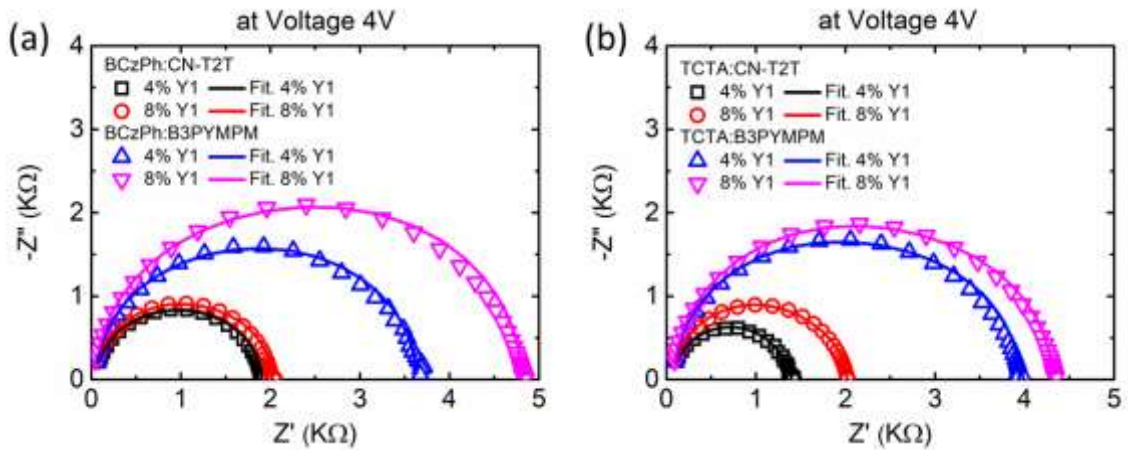 at Voltage 4V
(a)
BCzPh:CN-T2T
4% Y1 Fit. 4% Y1
8% Y1 Fit. 8% Y1
BCzPh:B3PYMPM
4% Y1 Fit. 4% Y1
8% Y1 Fit. 8% Y1
4
3
2
1
0
-Z" (KΩ)
0 1 2 3 4 5
Z' (KΩ)
at Voltage 4V
(b)
TCTA:CN-T2T
4% Y1 Fit. 4% Y1
8% Y1 Fit. 8% Y1
TCTA:B3PYMPM
4% Y1 Fit. 4% Y1
8% Y1 Fit. 8% Y1
4
3
2
1
0
-Z" (KΩ)
0 1 2 3 4 5
Z' (KΩ)